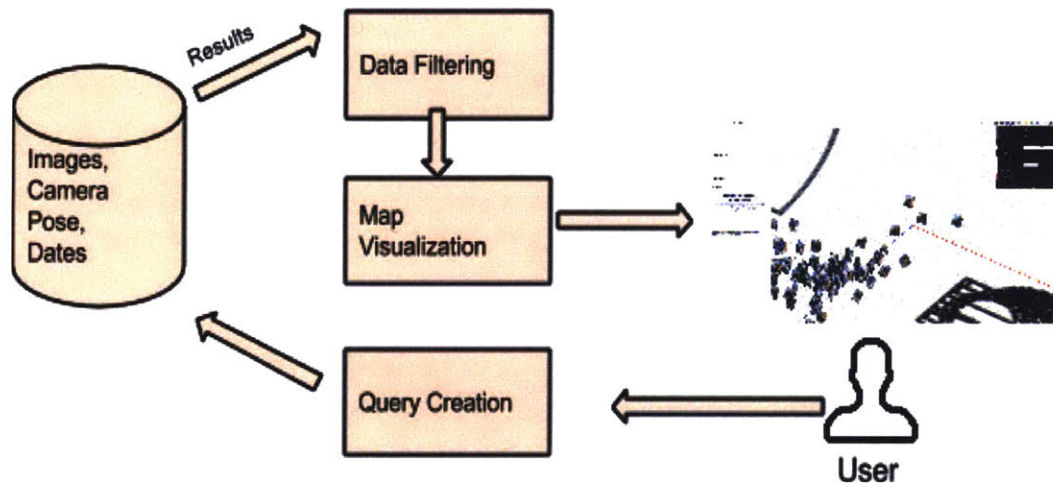 Results
Data Filtering
Images,
Camera
Pose,
Dates
Map
Visualization
Query Creation
User